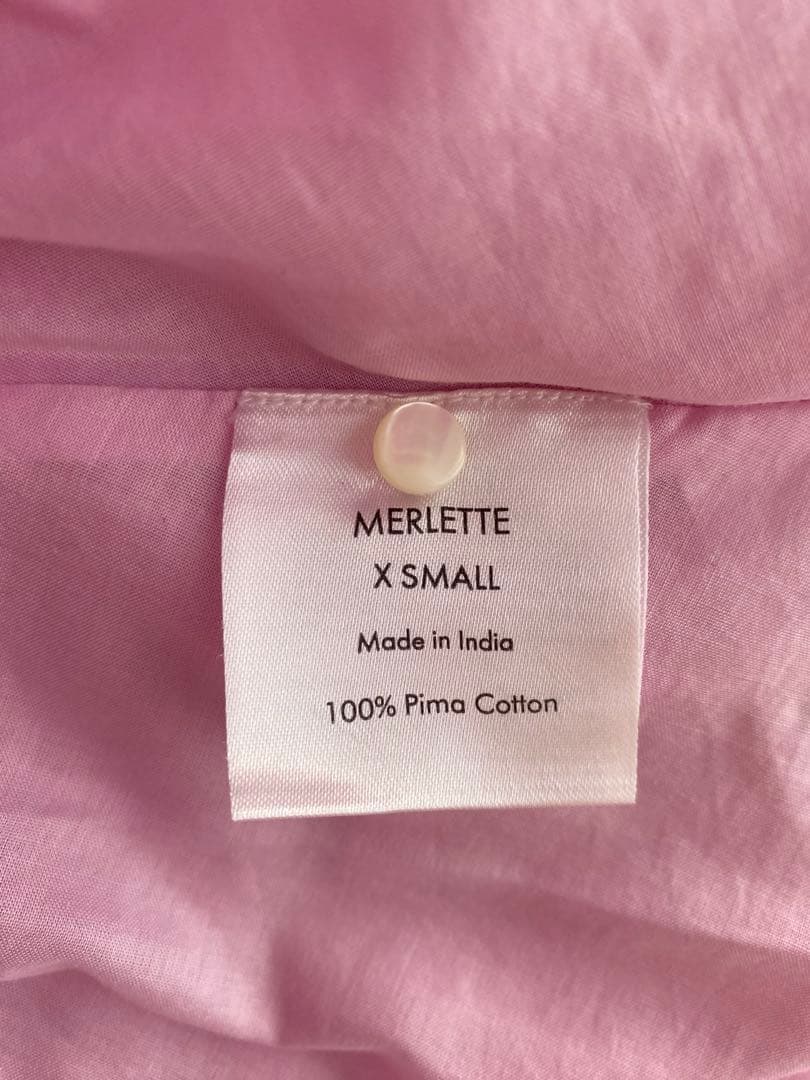 MERLETTE
X SMALL
Made in India
100% Pima Cotton